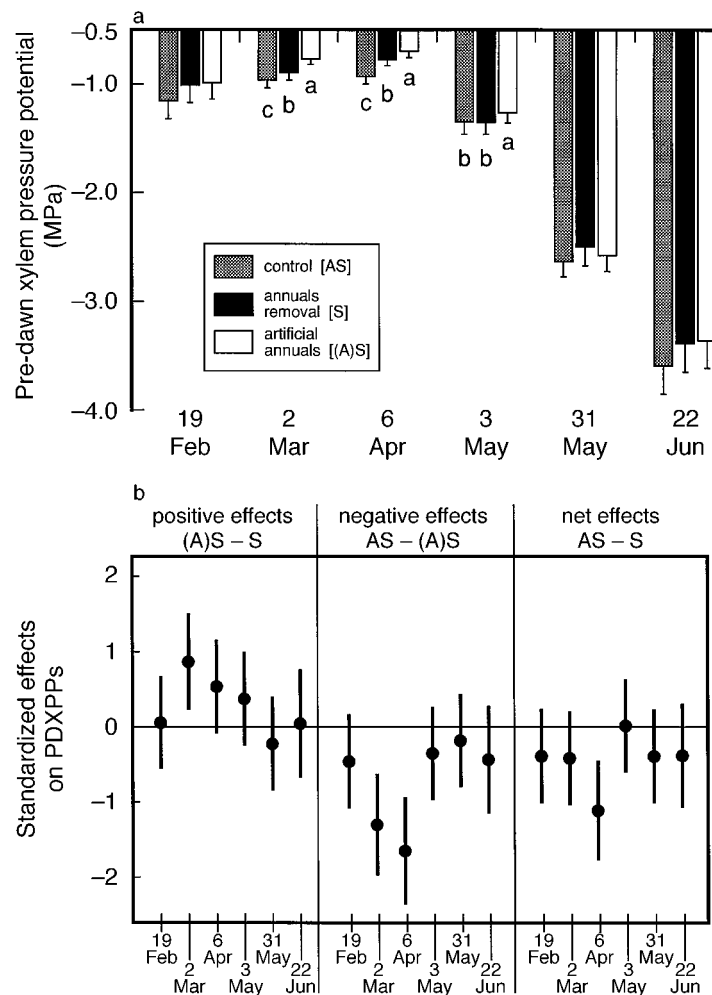 a
Pre-dawn xylem pressure potential
(MPa)
−0.5
−1.0
−2.0
−3.0
−4.0
c b a
c b a
b b a
control [AS]
annuals
removal [S]
artificial
annuals [(A)S]
19 2 6 3 31 22
Feb Mar Apr May May Jun
b
positive effects negative effects net effects
(A)S − S AS − (A)S AS − S
Standardized effects
on PDXPPs
2
1
0
−1
−2
19 6 31 19 6 31 19 6 31
Feb Apr May Feb Apr May Feb Apr May
2 3 22 2 3 22 2 3 22
Mar May Jun Mar May Jun Mar May Jun